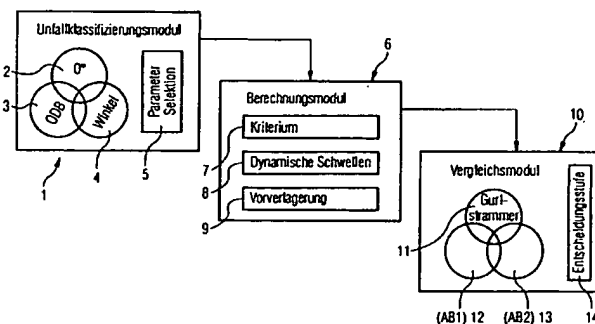 Unfallklassifizierungsmodul
2
0°
3
ODB
Winkel
4
Parameter
Selektion
5
1
6
Berechnungsmodul
Kriterium
7
Dynamische Schwellen
8
Vorverlagerung
9
10
Vergleichsmodul
Gurt-
strammer
11
Entscheidungsstufe
(AB1) 12
(AB2) 13
14